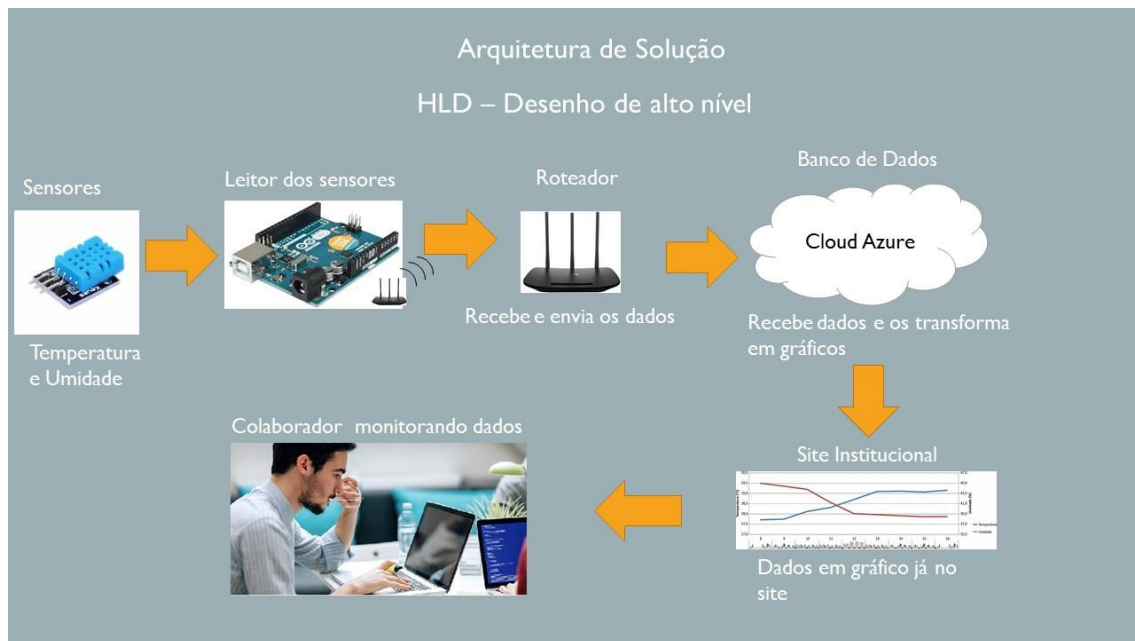 Arquitetura de Solução
HLD – Desenho de alto nível
Sensores
Temperatura
e Umidade
Leitor dos sensores
Roteador
Recebe e envia os dados
Banco de Dados
Cloud Azure
Recebe dados e os transforma
em gráficos
Site Institucional
Temperatura
Umidade
Dados em gráfico já no
site
Colaborador monitorando dados